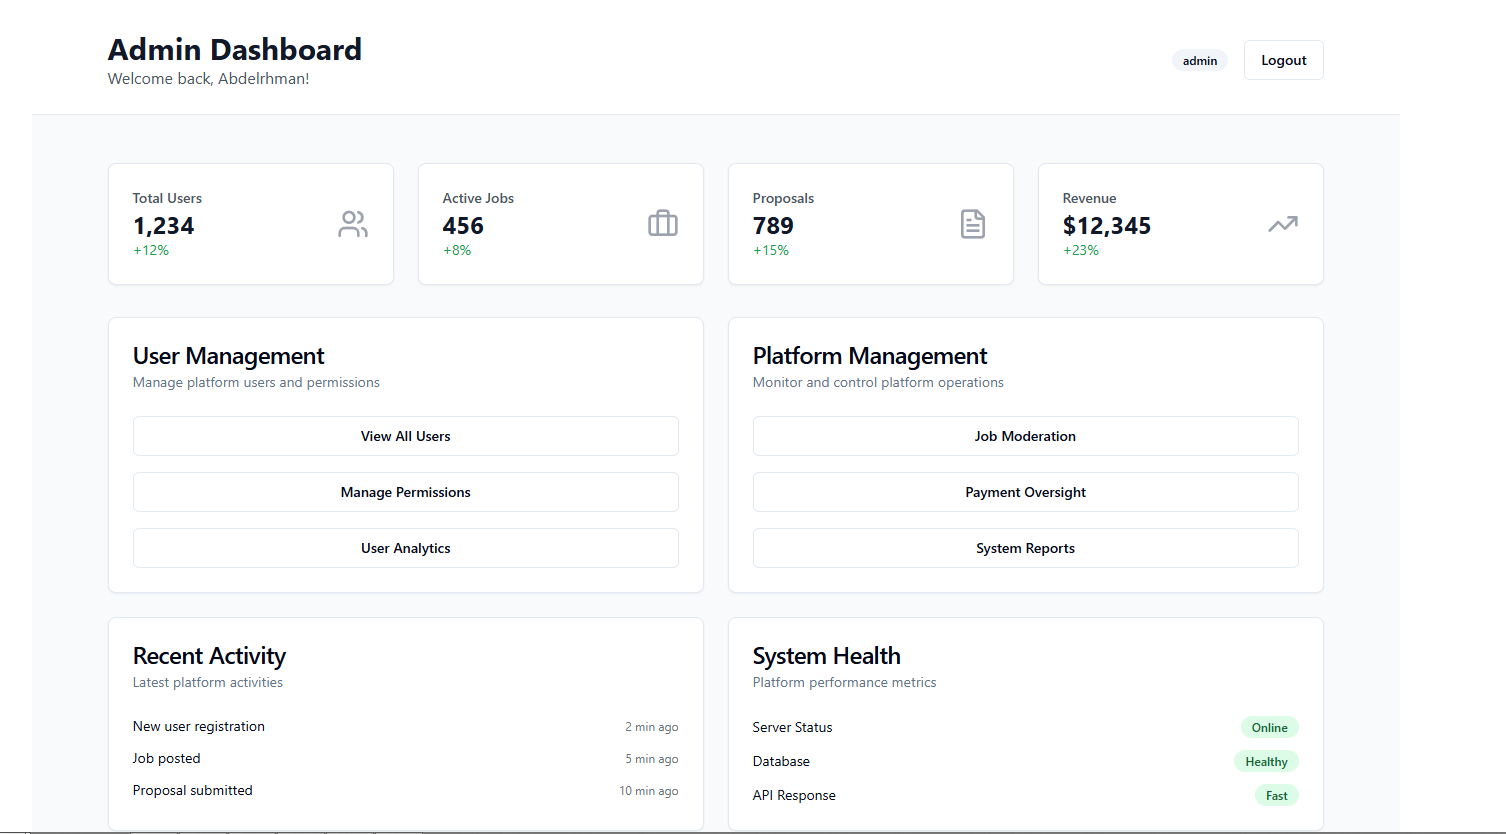 Admin Dashboard
Welcome back, Abdelrhman!
admin
Logout
Total Users
1,234
+12%
Active Jobs
456
+8%
Proposals
789
+15%
Revenue
$12,345
+23%
User Management
Manage platform users and permissions
View All Users
Manage Permissions
User Analytics
Platform Management
Monitor and control platform operations
Job Moderation
Payment Oversight
System Reports
Recent Activity
Latest platform activities
New user registration 2 min ago
Job posted 5 min ago
Proposal submitted 10 min ago
System Health
Platform performance metrics
Server Status Online
Database Healthy
API Response Fast